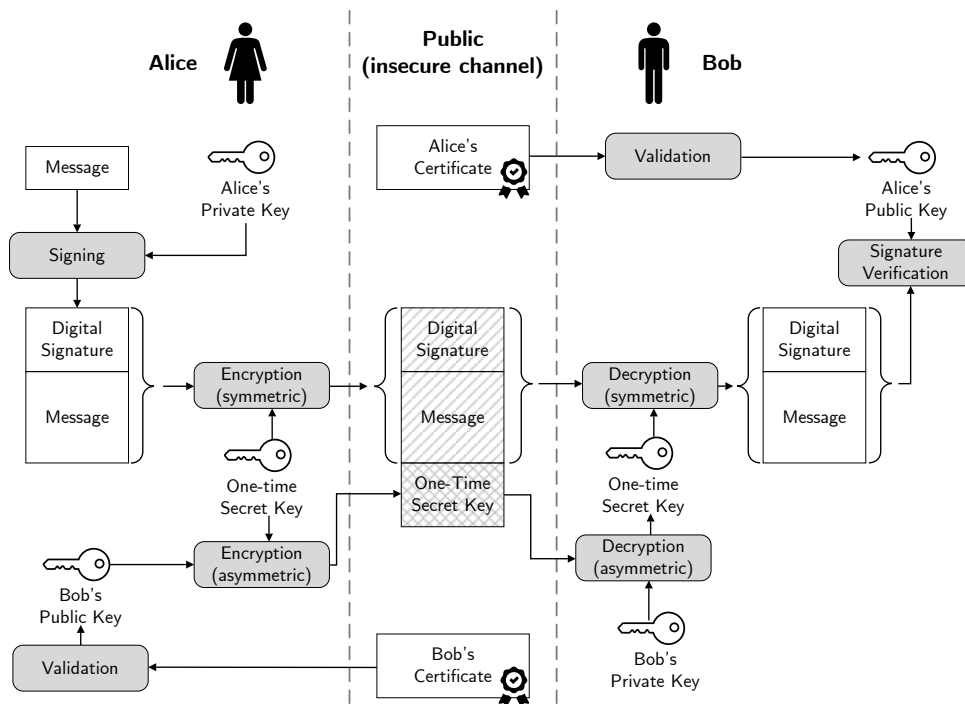 Alice
Public
(insecure channel)
Bob
Message
Alice's
Private Key
Alice's
Certificate
Validation
Alice's
Public Key
Signing
Signature
Verification
Digital
Signature
Message
Encryption
(symmetric)
Digital
Signature
Message
Decryption
(symmetric)
Digital
Signature
Message
One-time
Secret Key
One-Time
Secret Key
One-time
Secret Key
Encryption
(asymmetric)
Decryption
(asymmetric)
Bob's
Public Key
Validation
Bob's
Certificate
Bob's
Private Key